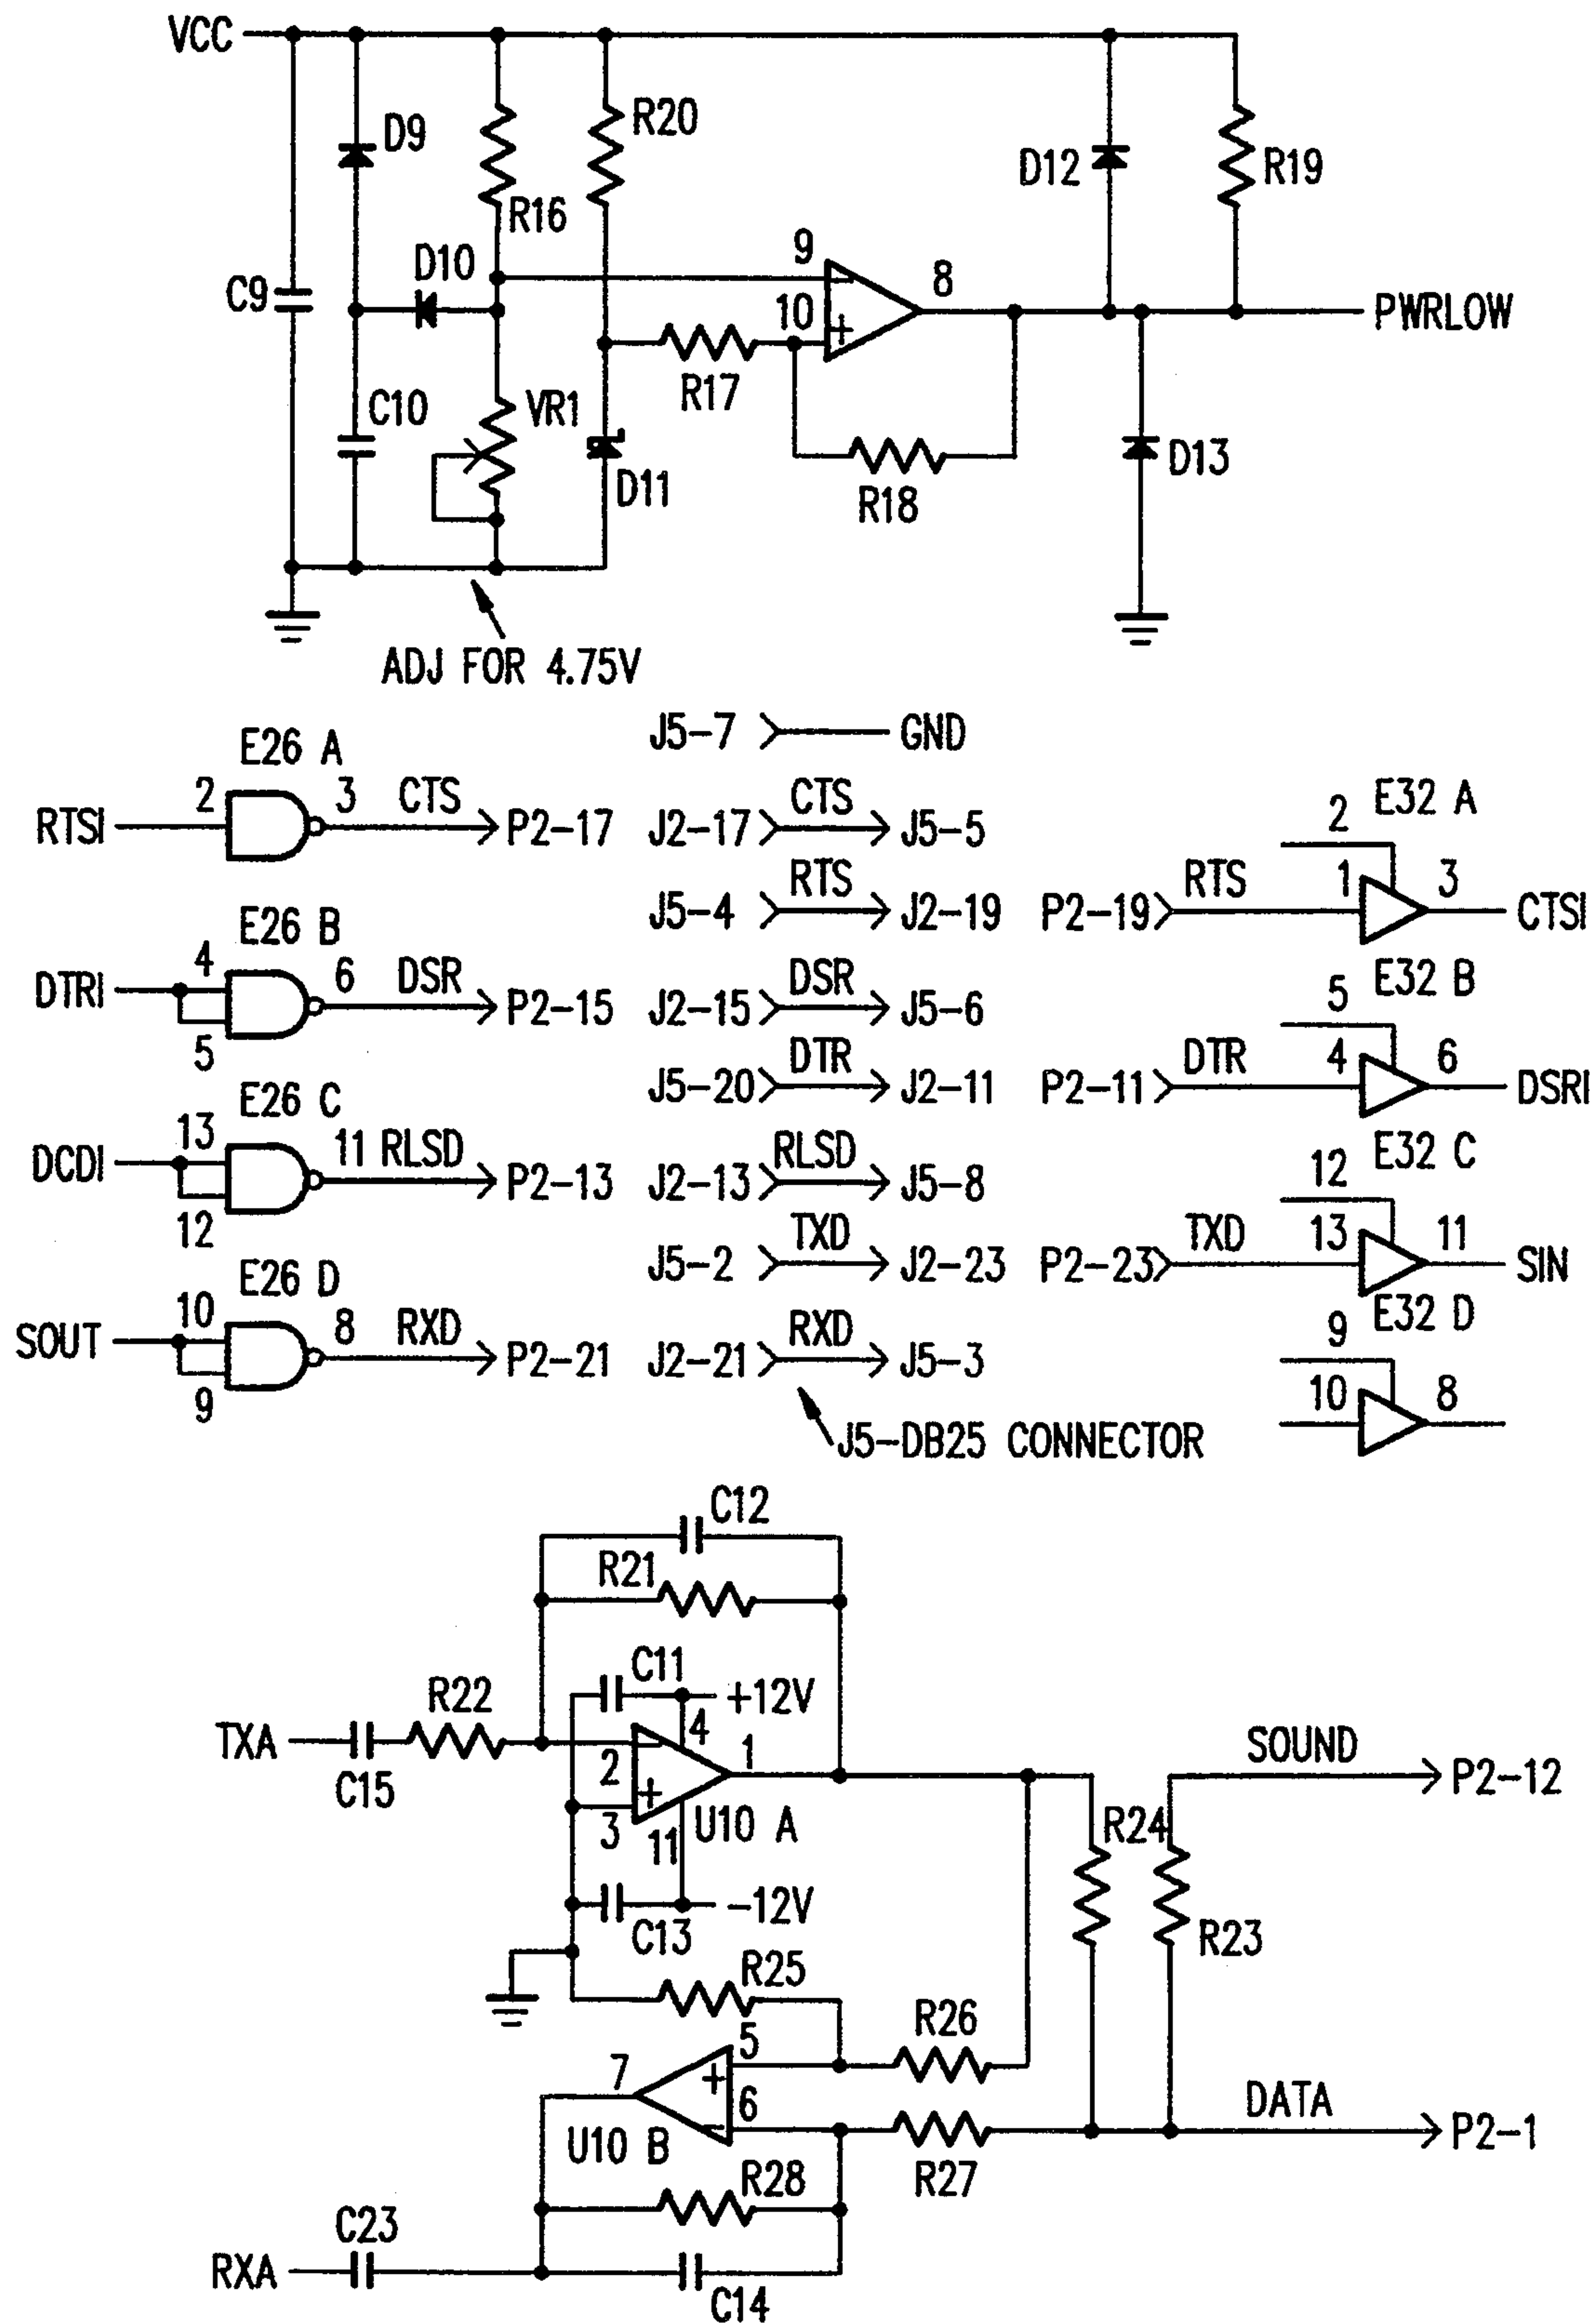 VCC
D9
R20
D12
R19
R16
9
D10
8
C9
10
PWRLOW
C10
VR1
R17
D11
R18
D13
ADJ FOR 4.75V
J5-7 GND
E26 A
RTSI 2 3 CTS P2-17 J2-17 CTS J5-5
2 E32 A
J5-4 RTS J2-19 P2-19 RTS 1 3 CTSI
E26 B
DTRI 4 5 6 DSR P2-15 J2-15 DSR J5-6
5 E32 B
J5-20 DTR J2-11 P2-11 DTR 4 6 DSRI
E26 C
DCDI 13 12 11 RLSD P2-13 J2-13 RLSD J5-8
12 E32 C
J5-2 TXD J2-23 P2-23 TXD 13 11 SIN
E26 D
SOUT 10 9 8 RXD P2-21 J2-21 RXD J5-3
9 E32 D
10 8
J5-DB25 CONNECTOR
C12
R21
C11
+12V
R22
4
TXA
C15
2
1
SOUND
P2-12
+
3
11
U10 A
R24
C13
-12V
R23
R25
R26
5
7
+
6
DATA
P2-1
U10 B
R27
R28
C23
RXA
C14